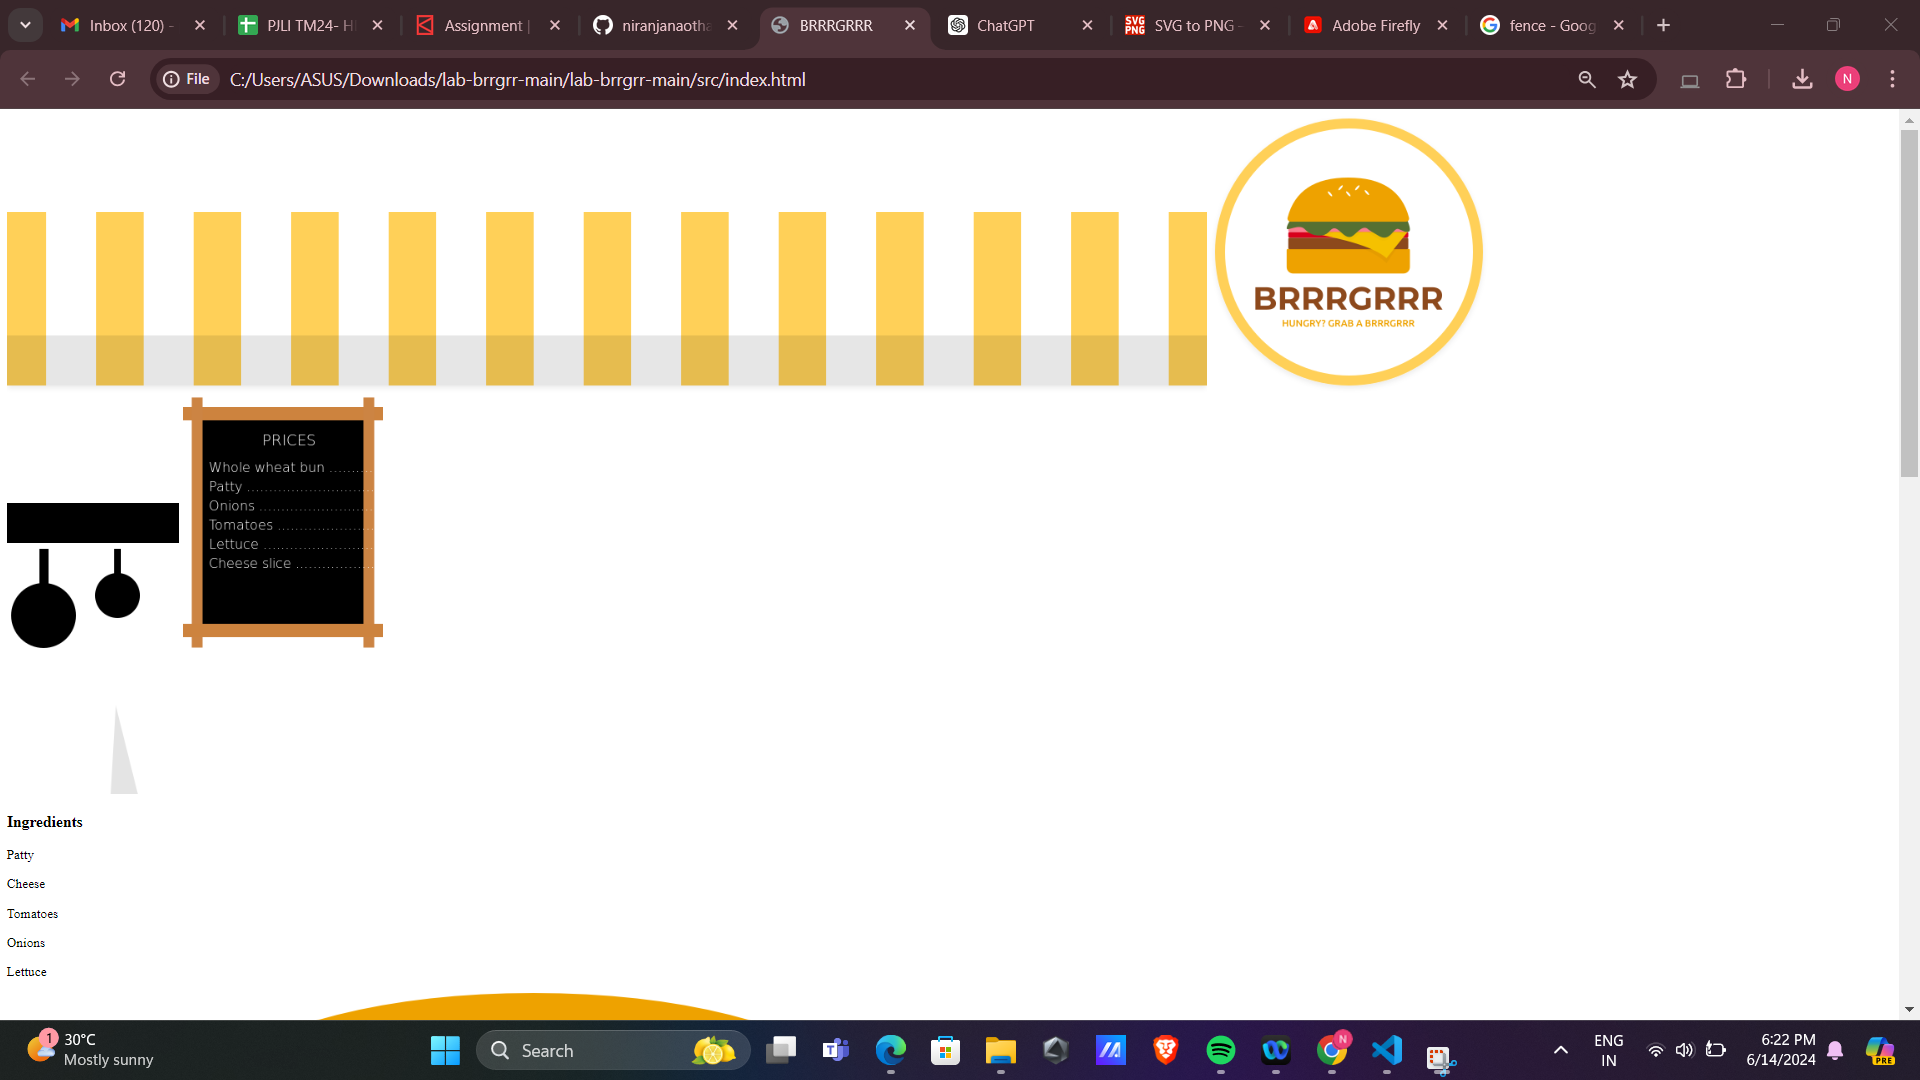 Inbox (120) -
PJLI TM24- H
Assignment |
niranjanaotha
BRRRGRRR
ChatGPT
SVG to PNG -
Adobe Firefly
fence - Goog
File
C:/Users/ASUS/Downloads/lab-brrgrr-main/lab-brrgrr-main/src/index.html
N
BRRRGRRR
HUNGRY? GRAB A BRRRGRRR
PRICES
Whole wheat bun ..........
Patty .............................
Onions ..........................
Tomatoes ......................
Lettuce .........................
Cheese slice ..................
Ingredients
Patty
Cheese
Tomatoes
Onions
Lettuce
1
30°C
Mostly sunny
Search
N
ENG
IN
6:22 PM
6/14/2024
PRE